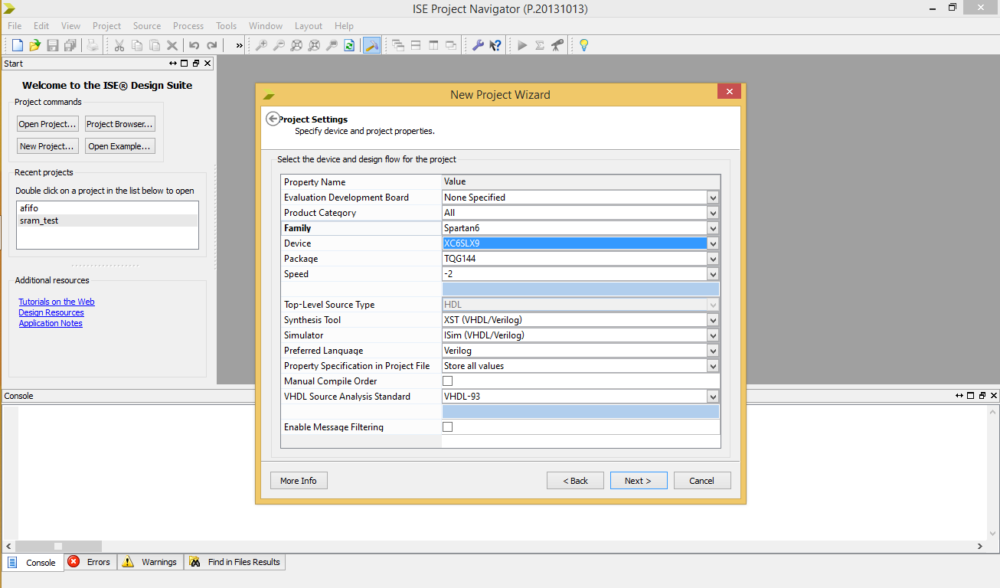 ISE Project Navigator (P.20131013)
File Edit View Project Source Process Tools Window Layout Help
Start
Welcome to the ISE® Design Suite
Project commands
Open Project... Project Browser...
New Project... Open Example...
Recent projects
Double click on a project in the list below to open
afifo
sram_test
Additional resources
Tutorials on the Web
Design Resources
Application Notes
New Project Wizard
Project Settings
Specify device and project properties.
Select the device and design flow for the project
Property Name Value
Evaluation Development Board None Specified
Product Category All
Family Spartan6
Device XC6SLX9
Package TQG144
Speed -2
Top-Level Source Type HDL
Synthesis Tool XST (VHDL/Verilog)
Simulator ISim (VHDL/Verilog)
Preferred Language Verilog
Property Specification in Project File Store all values
Manual Compile Order
VHDL Source Analysis Standard VHDL-93
Enable Message Filtering
More Info < Back Next > Cancel
Console
Console Errors Warnings Find in Files Results